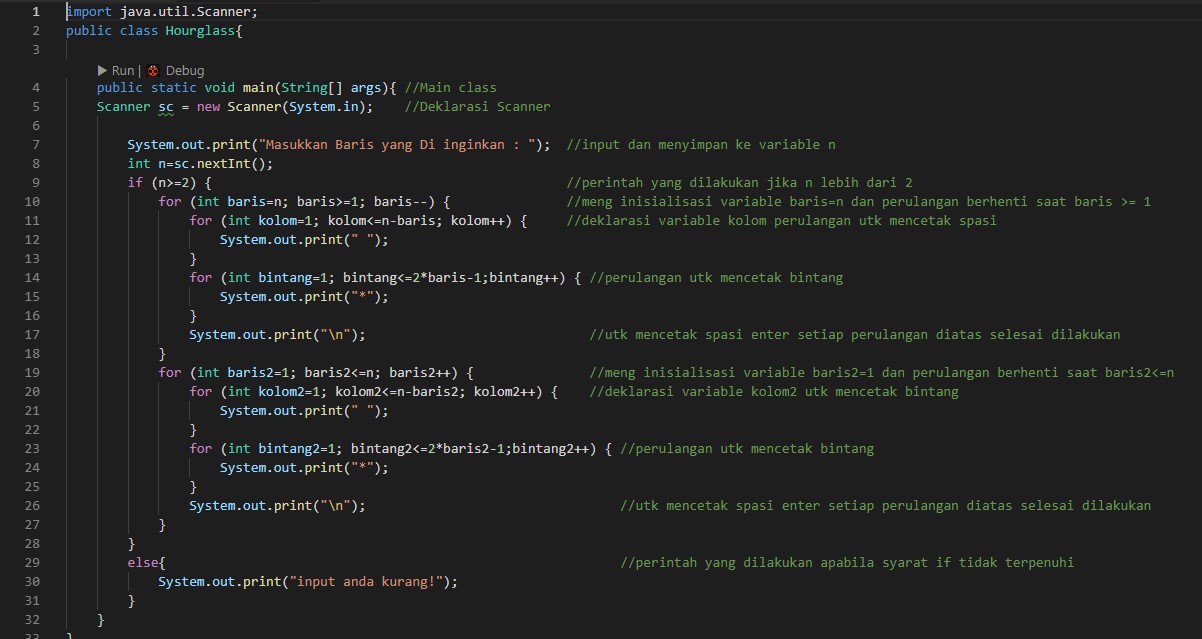 1 import java.util.Scanner;
2 public class Hourglass{
3
Run | Debug
4 public static void main(String[] args){ //Main class
5 Scanner sc = new Scanner(System.in); //Deklarasi Scanner
6
7 System.out.print("Masukkan Baris yang Di inginkan : "); //input dan menyimpan ke variable n
8 int n=sc.nextInt();
9 if (n>=2) { //perintah yang dilakukan jika n lebih dari 2
10 for (int baris=n; baris>=1; baris--) { //meng inisialisasi variable baris=n dan perulangan berhenti saat baris >= 1
11 for (int kolom=1; kolom<=n-baris; kolom++) { //deklarasi variable kolom perulangan utk mencetak spasi
12 System.out.print(" ");
13 }
14 for (int bintang=1; bintang<=2*baris-1;bintang++) { //perulangan utk mencetak bintang
15 System.out.print("*");
16 }
17 System.out.print("\n"); //utk mencetak spasi enter setiap perulangan diatas selesai dilakukan
18 }
19 for (int baris2=1; baris2<=n; baris2++) { //meng inisialisasi variable baris2=1 dan perulangan berhenti saat baris2<=n
20 for (int kolom2=1; kolom2<=n-baris2; kolom2++) { //deklarasi variable kolom2 utk mencetak bintang
21 System.out.print(" ");
22 }
23 for (int bintang2=1; bintang2<=2*baris2-1;bintang2++) { //perulangan utk mencetak bintang
24 System.out.print("*");
25 }
26 System.out.print("\n"); //utk mencetak spasi enter setiap perulangan diatas selesai dilakukan
27 }
28 }
29 else{ //perintah yang dilakukan apabila syarat if tidak terpenuhi
30 System.out.print("input anda kurang!");
31 }
32 }
33 }